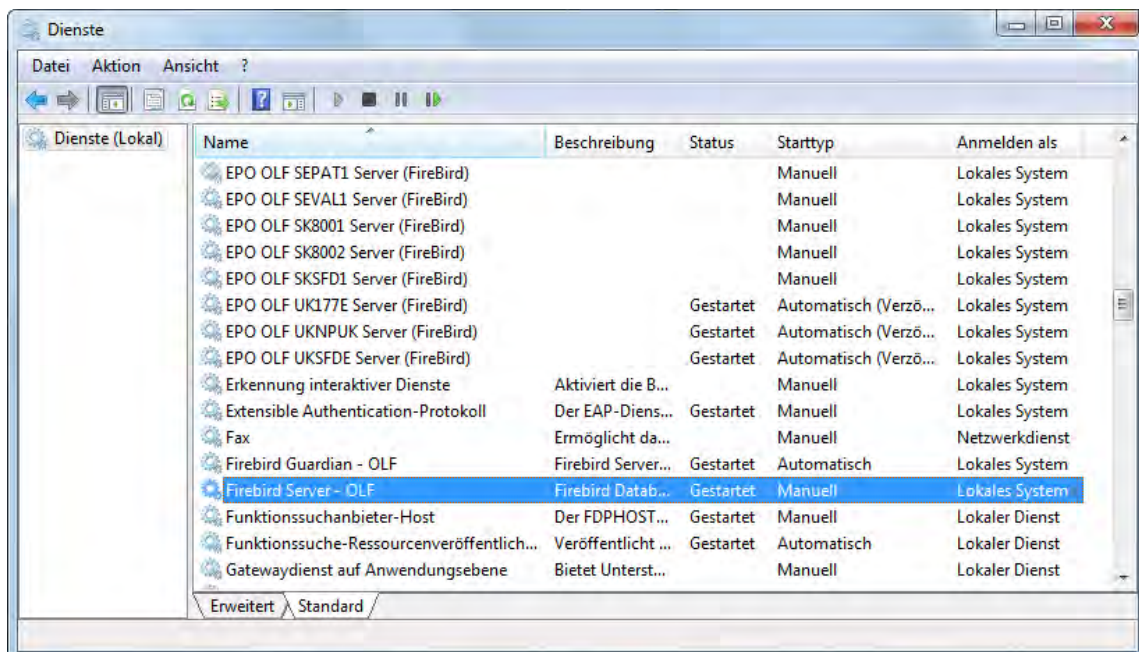 Dienste
Datei Aktion Ansicht ?
Dienste (Lokal)
Name Beschreibung Status Starttyp Anmelden als
EPO OLF SEPAT1 Server (FireBird) Manuell Lokales System
EPO OLF SEVAL1 Server (FireBird) Manuell Lokales System
EPO OLF SK8001 Server (FireBird) Manuell Lokales System
EPO OLF SK8002 Server (FireBird) Manuell Lokales System
EPO OLF SKSFD1 Server (FireBird) Manuell Lokales System
EPO OLF UK177E Server (FireBird) Gestartet Automatisch (Verzö... Lokales System
EPO OLF UKNPUK Server (FireBird) Gestartet Automatisch (Verzö... Lokales System
EPO OLF UKSFDE Server (FireBird) Gestartet Automatisch (Verzö... Lokales System
Erkennung interaktiver Dienste Aktiviert die B... Manuell Lokales System
Extensible Authentication-Protokoll Der EAP-Diens... Gestartet Manuell Lokales System
Fax Ermöglicht da... Manuell Netzwerkdienst
Firebird Guardian - OLF Firebird Server... Gestartet Automatisch Lokales System
Firebird Server - OLF Firebird Datab... Gestartet Manuell Lokales System
Funktionssuchanbieter-Host Der FDPHOST... Gestartet Manuell Lokaler Dienst
Funktionssuche-Ressourcenveröffentlich... Veröffentlicht ... Gestartet Automatisch Lokaler Dienst
Gatewaydienst auf Anwendungsebene Bietet Unterst... Manuell Lokaler Dienst
Erweitert Standard